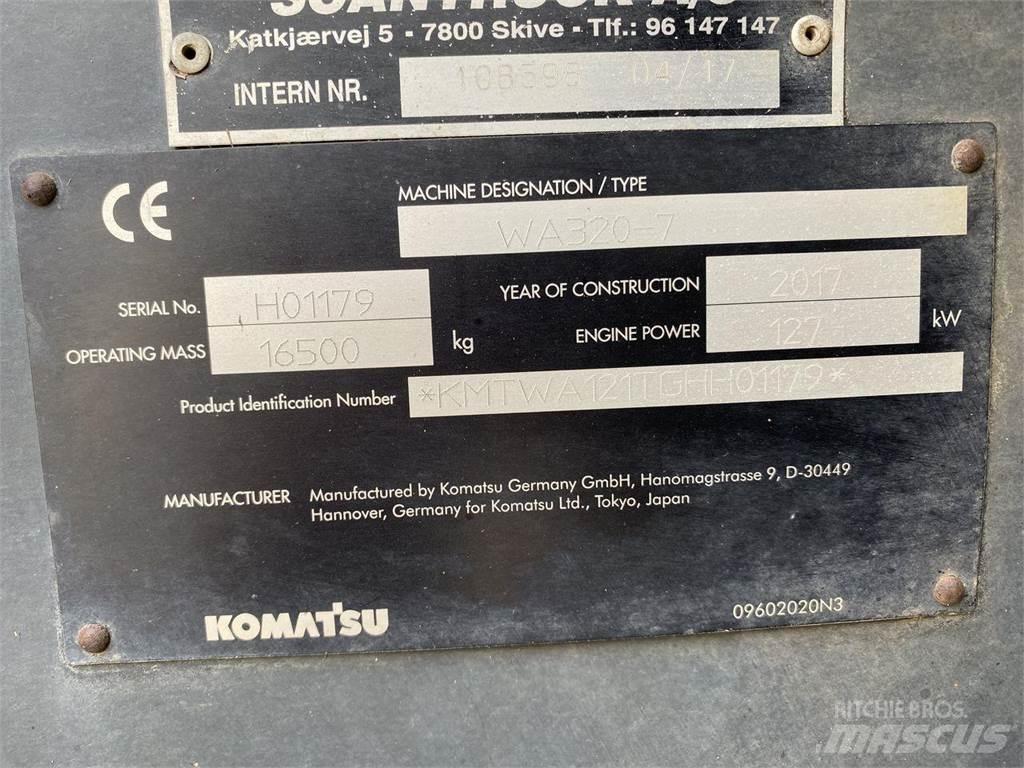 SCANTRUCK A/S
Katkjærvej 5 - 7800 Skive - Tlf.: 96 147 147
INTERN NR. 108596 04/17
CE
MACHINE DESIGNATION / TYPE
WA320-7
SERIAL No. H01179
YEAR OF CONSTRUCTION 2017
OPERATING MASS 16500 kg
ENGINE POWER 127 kW
Product Identification Number *KMTWA121TGHH01179*
MANUFACTURER Manufactured by Komatsu Germany GmbH, Hanomagstrasse 9, D-30449
Hannover, Germany for Komatsu Ltd., Tokyo, Japan
KOMATSU
09602020N3
RITCHIE BROS.
MASCUS